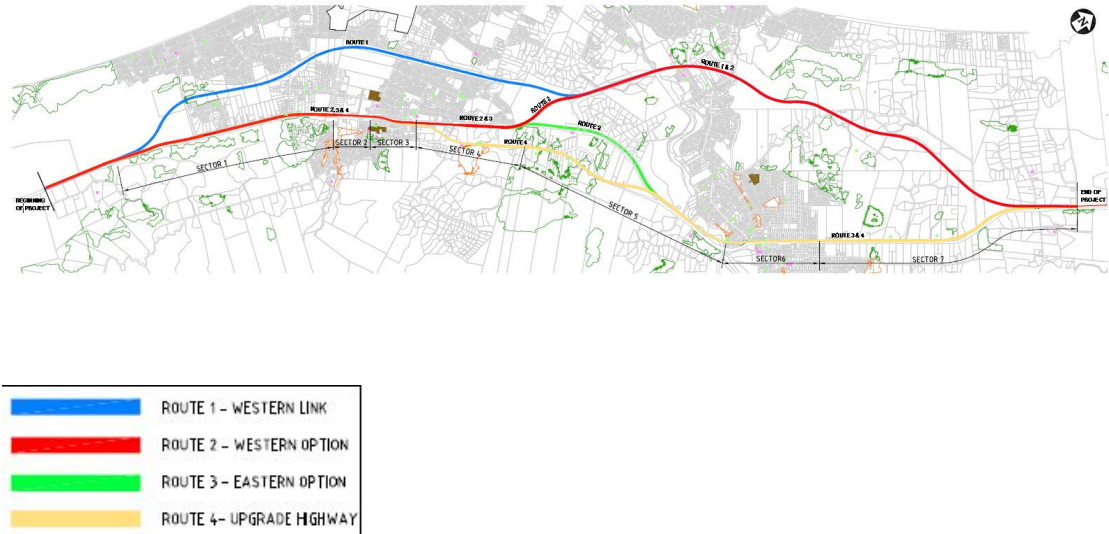 N
ROUTE 1
ROUTE 1 & 2
ROUTE 2
ROUTE 2,3 & 4
ROUTE 2 & 3
ROUTE 3
ROUTE 4
SECTOR 1
SECTOR 2
SECTOR 3
SECTOR 4
SECTOR 5
BEGINNING
OF PROJECT
END OF
PROJECT
ROUTE 3 & 4
SECTOR6
SECTOR 7
ROUTE 1 - WESTERN LINK
ROUTE 2 - WESTERN OPTION
ROUTE 3 - EASTERN OPTION
ROUTE 4- UPGRADE HIGHWAY